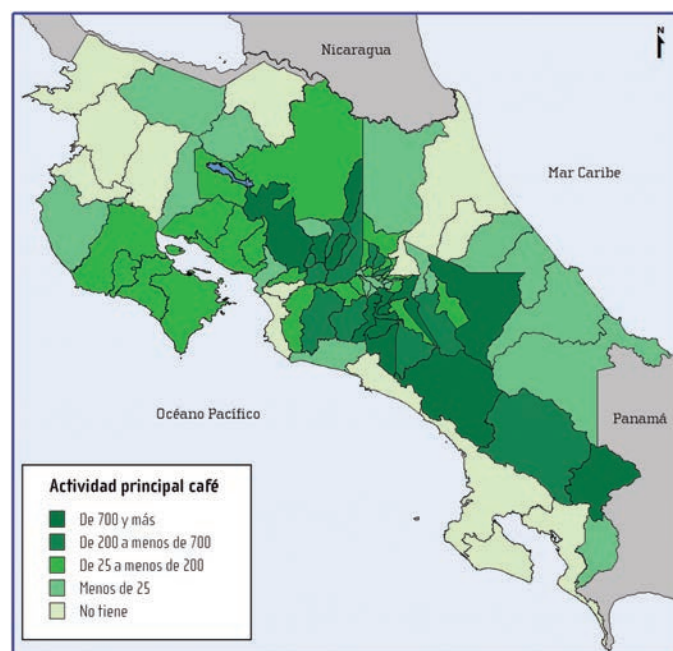 Nicaragua
N
Mar Caribe
Océano Pacífico
Panamá
Actividad principal café
De 700 y más
De 200 a menos de 700
De 25 a menos de 200
Menos de 25
No tiene